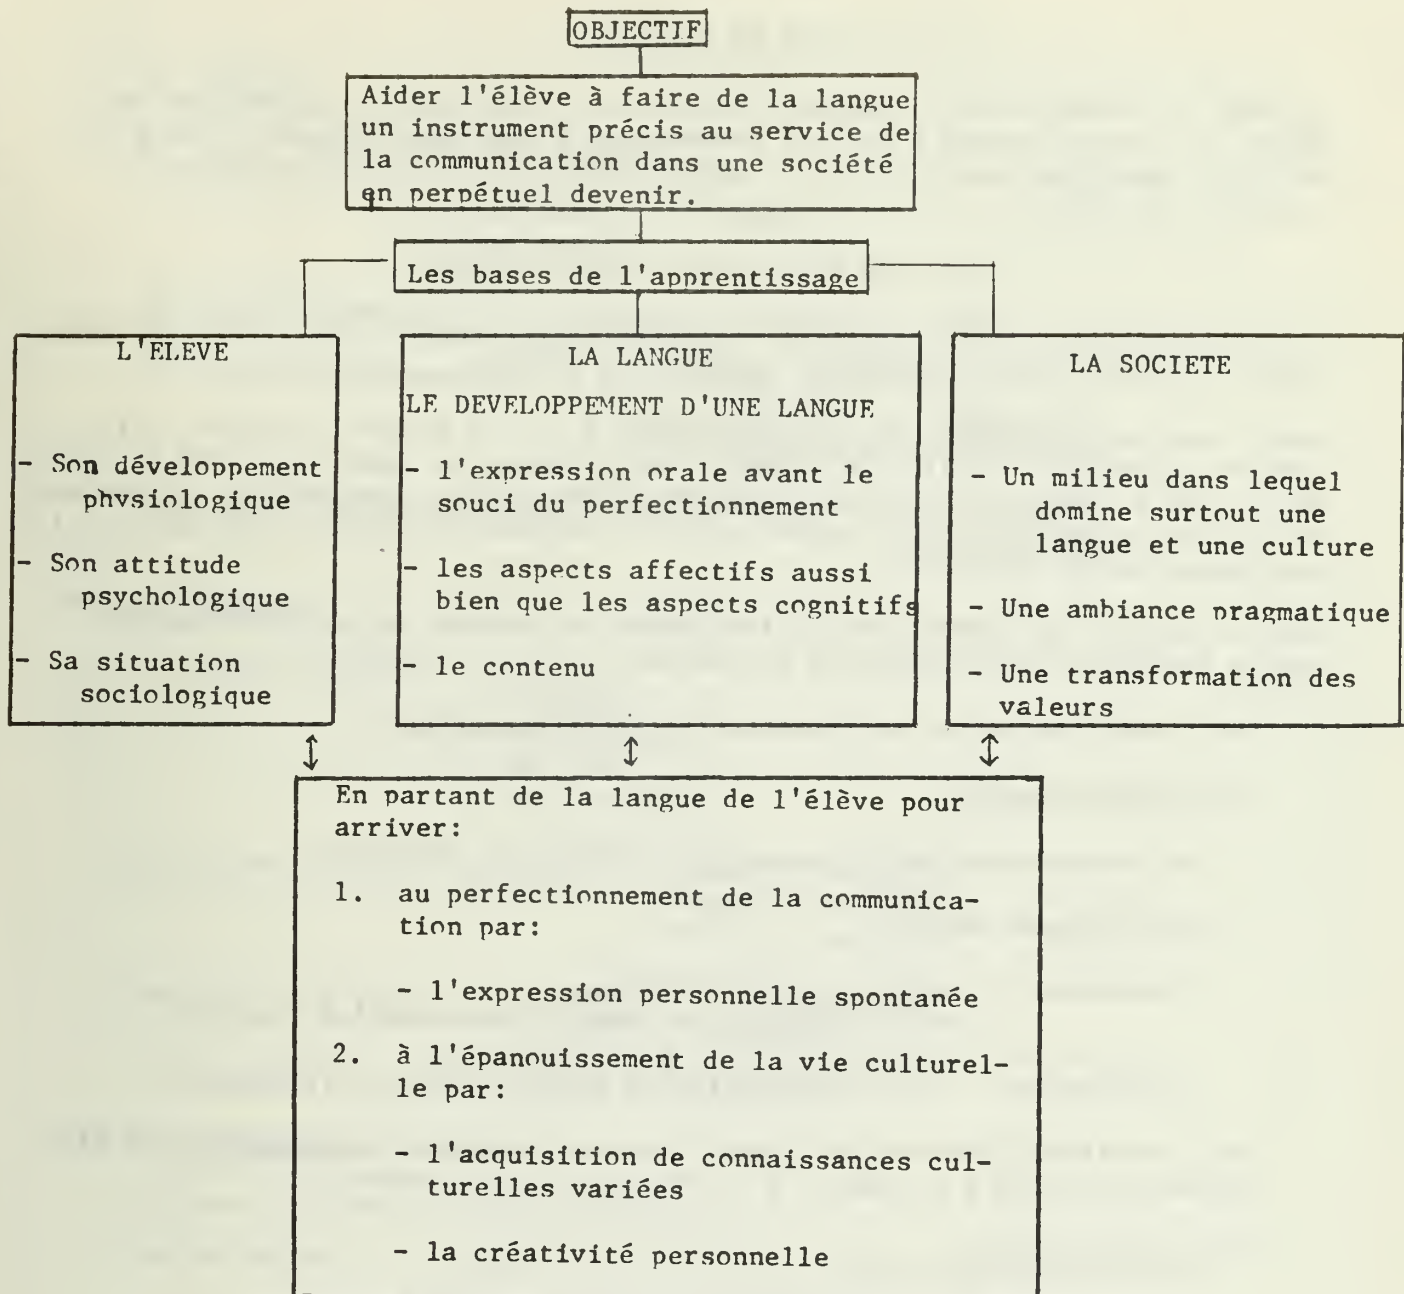 OBJECTIF
Aider l'élève à faire de la langue
un instrument précis au service de
la communication dans une société
en perpétuel devenir.
Les bases de l'apprentissage
L'ELEVE
- Son développement
physiologique
- Son attitude
psychologique
- Sa situation
sociologique
LA LANGUE
LE DEVELOPPEMENT D'UNE LANGUE
- l'expression orale avant le
souci du perfectionnement
- les aspects affectifs aussi
bien que les aspects cognitifs
- le contenu
LA SOCIETE
- Un milieu dans lequel
domine surtout une
langue et une culture
- Une ambiance pragmatique
- Une transformation des
valeurs
En partant de la langue de l'élève pour
arriver:
1. au perfectionnement de la communica-
tion par:
- l'expression personnelle spontanée
2. à l'épanouissement de la vie culturel-
le par:
- l'acquisition de connaissances cul-
turelles variées
- la créativité personnelle